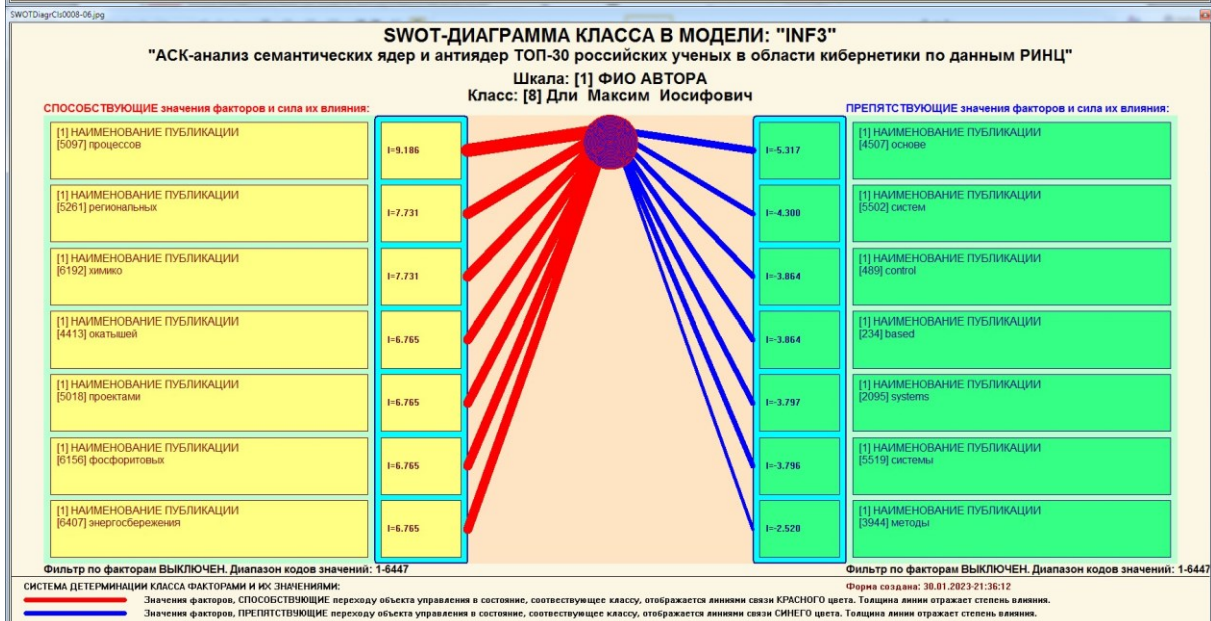 SWOTDiagrCls0008-06.jpg
SWOT-ДИАГРАММА КЛАССА В МОДЕЛИ: "INF3"
"АСК-анализ семантических ядер и антиядер ТОП-30 российских ученых в области кибернетики по данным РИНЦ"
Шкала: [1] ФИО АВТОРА
Класс: [8] Дли Максим Иосифович
СПОСОБСТВУЮЩИЕ значения факторов и сила их влияния:
[1] НАИМЕНОВАНИЕ ПУБЛИКАЦИИ
[5097] процессов
I=9.186
[1] НАИМЕНОВАНИЕ ПУБЛИКАЦИИ
[5261] региональных
I=7.731
[1] НАИМЕНОВАНИЕ ПУБЛИКАЦИИ
[6192] химико
I=7.731
[1] НАИМЕНОВАНИЕ ПУБЛИКАЦИИ
[4413] окатышей
I=6.765
[1] НАИМЕНОВАНИЕ ПУБЛИКАЦИИ
[5018] проектами
I=6.765
[1] НАИМЕНОВАНИЕ ПУБЛИКАЦИИ
[6156] фосфоритовых
I=6.765
[1] НАИМЕНОВАНИЕ ПУБЛИКАЦИИ
[6407] энергосбережения
I=6.765
Фильтр по факторам ВЫКЛЮЧЕН. Диапазон кодов значений: 1-6447
ПРЕПЯТСТВУЮЩИЕ значения факторов и сила их влияния:
I=-5.317
[1] НАИМЕНОВАНИЕ ПУБЛИКАЦИИ
[4507] основе
I=-4.300
[1] НАИМЕНОВАНИЕ ПУБЛИКАЦИИ
[5502] систем
I=-3.864
[1] НАИМЕНОВАНИЕ ПУБЛИКАЦИИ
[489] control
I=-3.864
[1] НАИМЕНОВАНИЕ ПУБЛИКАЦИИ
[234] based
I=-3.797
[1] НАИМЕНОВАНИЕ ПУБЛИКАЦИИ
[2095] systems
I=-3.796
[1] НАИМЕНОВАНИЕ ПУБЛИКАЦИИ
[5519] системы
I=-2.520
[1] НАИМЕНОВАНИЕ ПУБЛИКАЦИИ
[3944] методы
Фильтр по факторам ВЫКЛЮЧЕН. Диапазон кодов значений: 1-6447
СИСТЕМА ДЕТЕРМИНАЦИИ КЛАССА ФАКТОРАМИ И ИХ ЗНАЧЕНИЯМИ:
Форма создана: 30.01.2023-21:36:12
Значения факторов, СПОСОБСТВУЮЩИЕ переходу объекта управления в состояние, соотвествующее классу, отображается линиями связи КРАСНОГО цвета. Толщина линии отражает степень влияния.
Значения факторов, ПРЕПЯТСТВУЮЩИЕ переходу объекта управления в состояние, соотвествующее классу, отображается линиями связи СИНЕГО цвета. Толщина линии отражает степень влияния.